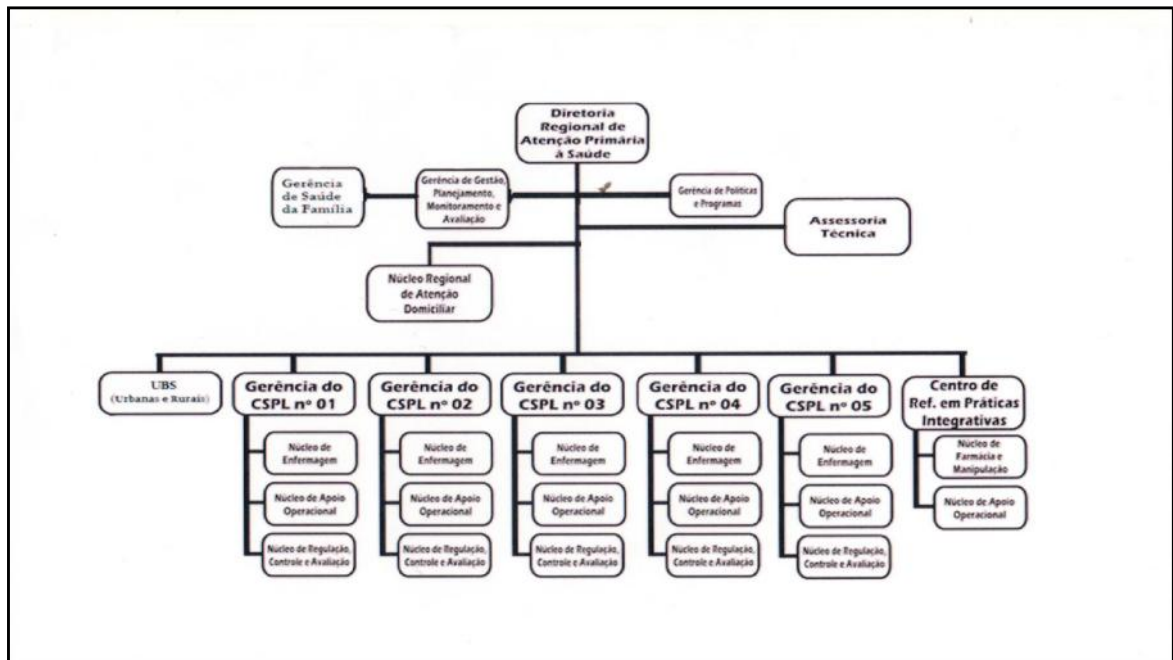 Diretoria
Regional de
Atenção Primária
à Saúde
Gerência
de Saúde
da Família
Gerência de Gestão,
Planejamento,
Monitoramento e
Avaliação
Gerência de Políticas
e Programas
Assessoria
Técnica
Núcleo Regional
de Atenção
Domiciliar
UBS
(Urbanas e Rurais)
Gerência do
CSPL nº 01
Núcleo de
Enfermagem
Núcleo de Apoio
Operacional
Núcleo de Regulação,
Controle e Avaliação
Gerência do
CSPL nº 02
Núcleo de
Enfermagem
Núcleo de Apoio
Operacional
Núcleo de Regulação,
Controle e Avaliação
Gerência do
CSPL nº 03
Núcleo de
Enfermagem
Núcleo de Apoio
Operacional
Núcleo de Regulação,
Controle e Avaliação
Gerência do
CSPL nº 04
Núcleo de
Enfermagem
Núcleo de Apoio
Operacional
Núcleo de Regulação,
Controle e Avaliação
Gerência do
CSPL nº 05
Núcleo de
Enfermagem
Núcleo de Apoio
Operacional
Núcleo de Regulação,
Controle e Avaliação
Centro de
Ref. em Práticas
Integrativas
Núcleo de
Farmácia e
Manipulação
Núcleo de Apoio
Operacional